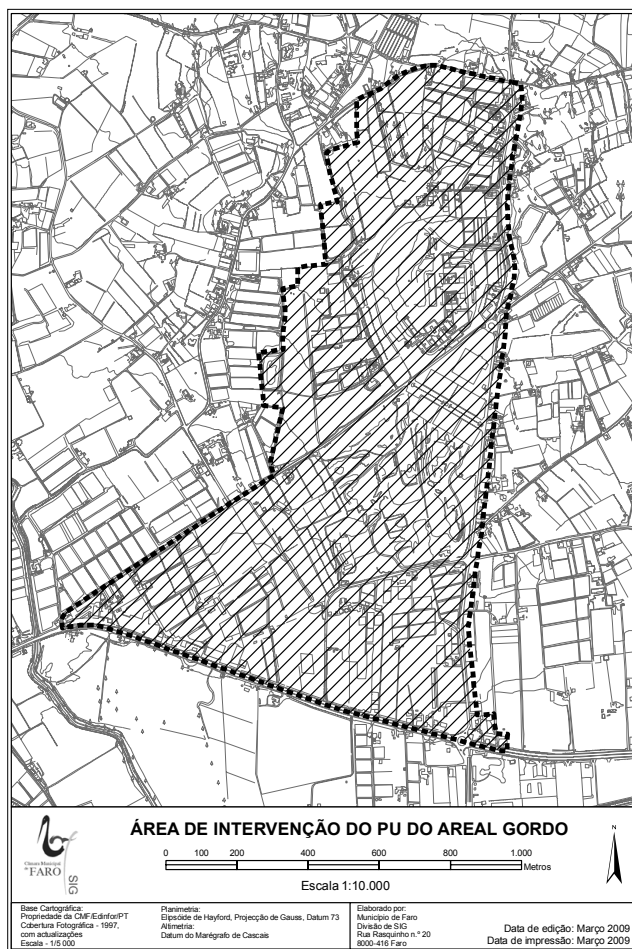 ÁREA DE INTERVENÇÃO DO PU DO AREAL GORDO
0 100 200 400 600 800 1.000
Metros
Escala 1:10.000
N
Câmara Municipal
de FARO
SIG
Base Cartográfica:
Propriedade da CMF/Edinfor/PT
Cobertura Fotográfica - 1997,
com actualizações
Escala - 1/5 000
Planimetria:
Elipsóide de Hayford, Projecção de Gauss, Datum 73
Altimetria:
Datum do Marégrafo de Cascais
Elaborado por:
Município de Faro
Divisão de SIG
Rua Rasquinho n.º 20
8000-416 Faro
Data de edição: Março 2009
Data de impressão: Março 2009